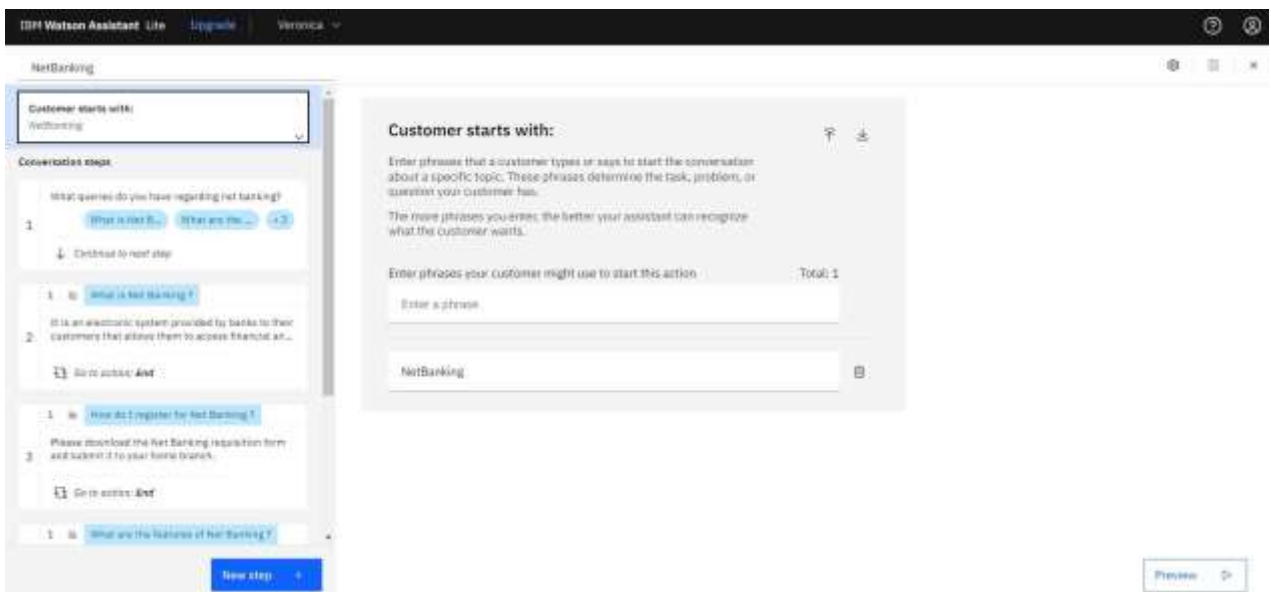 IBM Watson Assistant Lite Upgrade Veronica
NetBanking
Customer starts with:
NetBanking
Conversation steps
What queries do you have regarding net banking?
1
What is Net B... What are the ... +3
Continue to next step
1 is What is Net Banking ?
2
It is an electronic system provided by banks to their
customers that allows them to access financial an...
Go to action: End
1 is How do I register for Net Banking ?
3
Please download the Net Banking requisition form
and submit it to your home branch.
Go to action: End
1 is What are the features of Net Banking ?
New step +
Customer starts with:
Enter phrases that a customer types or says to start the conversation
about a specific topic. These phrases determine the task, problem, or
question your customer has.
The more phrases you enter, the better your assistant can recognize
what the customer wants.
Enter phrases your customer might use to start this action Total: 1
Enter a phrase
NetBanking
Preview